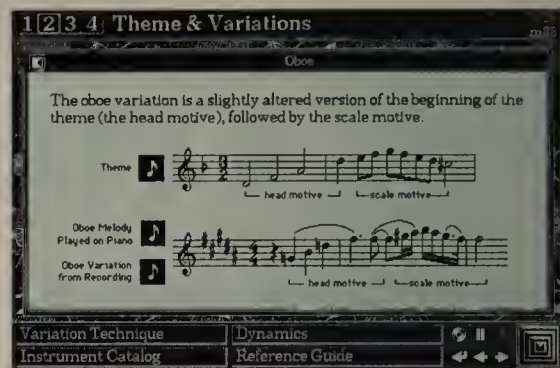 1 2 3 4 Theme & Variations
Oboe
The oboe variation is a slightly altered version of the beginning of the
theme (the head motive), followed by the scale motive.
Theme
head motive
scale motive
Oboe Melody
Played on Piano
Oboe Variation
from Recording
head motive
scale motive
Variation Technique
Dynamics
Instrument Catalog
Reference Guide